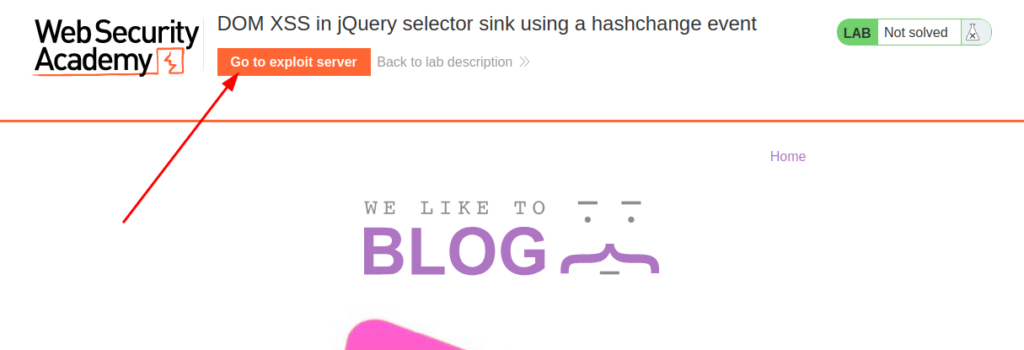 Web Security
Academy
DOM XSS in jQuery selector sink using a hashchange event
Go to exploit server
Back to lab description
LAB
Not solved
Home
WE LIKE TO
BLOG